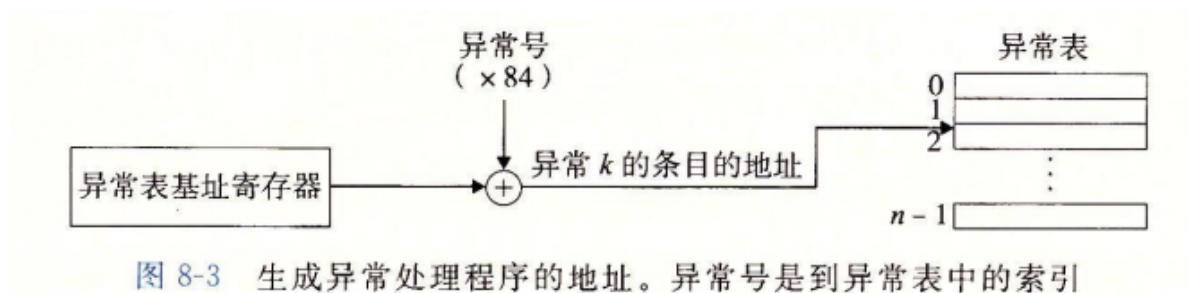 异常号
( ×84 )
异常表
0
1
2
⋮
n-1
异常表基址寄存器
+
异常 k 的条目的地址
图 8-3 生成异常处理程序的地址。异常号是到异常表中的索引